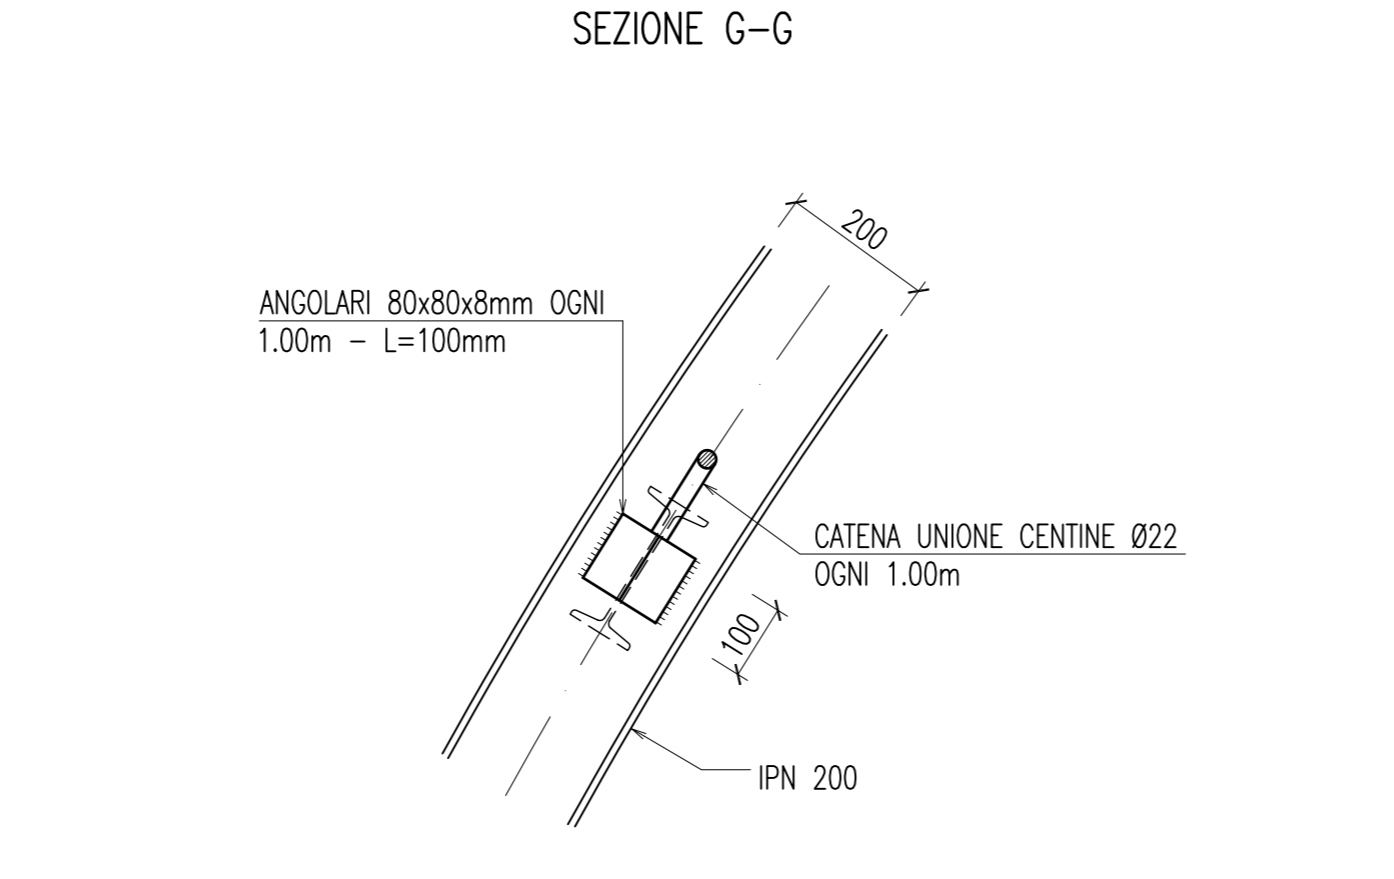 SEZIONE G-G
200
ANGOLARI 80x80x8mm OGNI
1.00m - L=100mm
CATENA UNIONE CENTINE Ø22
OGNI 1.00m
100
IPN 200